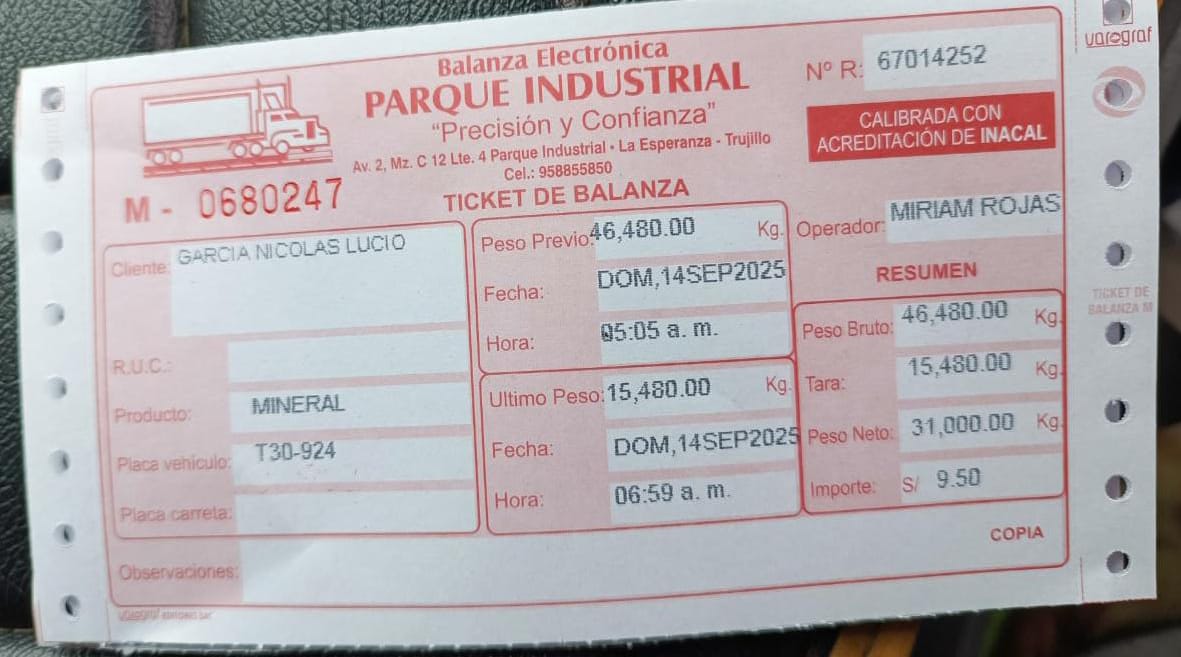 varograf
Balanza Electrónica
PARQUE INDUSTRIAL
"Precisión y Confianza"
Av. 2, Mz. C 12 Lte. 4 Parque Industrial • La Esperanza - Trujillo
Cel.: 958855850
Nº R: 67014252
CALIBRADA CON
ACREDITACIÓN DE INACAL
M - 0680247
TICKET DE BALANZA
Cliente: GARCIA NICOLAS LUCIO
R.U.C.:
Producto: MINERAL
Placa vehículo: T30-924
Placa carreta:
Peso Previo: 46,480.00 Kg.
Fecha: DOM,14SEP2025
Hora: 05:05 a. m.
Ultimo Peso: 15,480.00 Kg.
Fecha: DOM,14SEP2025
Hora: 06:59 a. m.
Operador: MIRIAM ROJAS
RESUMEN
Peso Bruto: 46,480.00 Kg.
Tara: 15,480.00 Kg.
Peso Neto: 31,000.00 Kg.
Importe: S/ 9.50
Observaciones:
COPIA
TICKET DE
BALANZA M
varograf